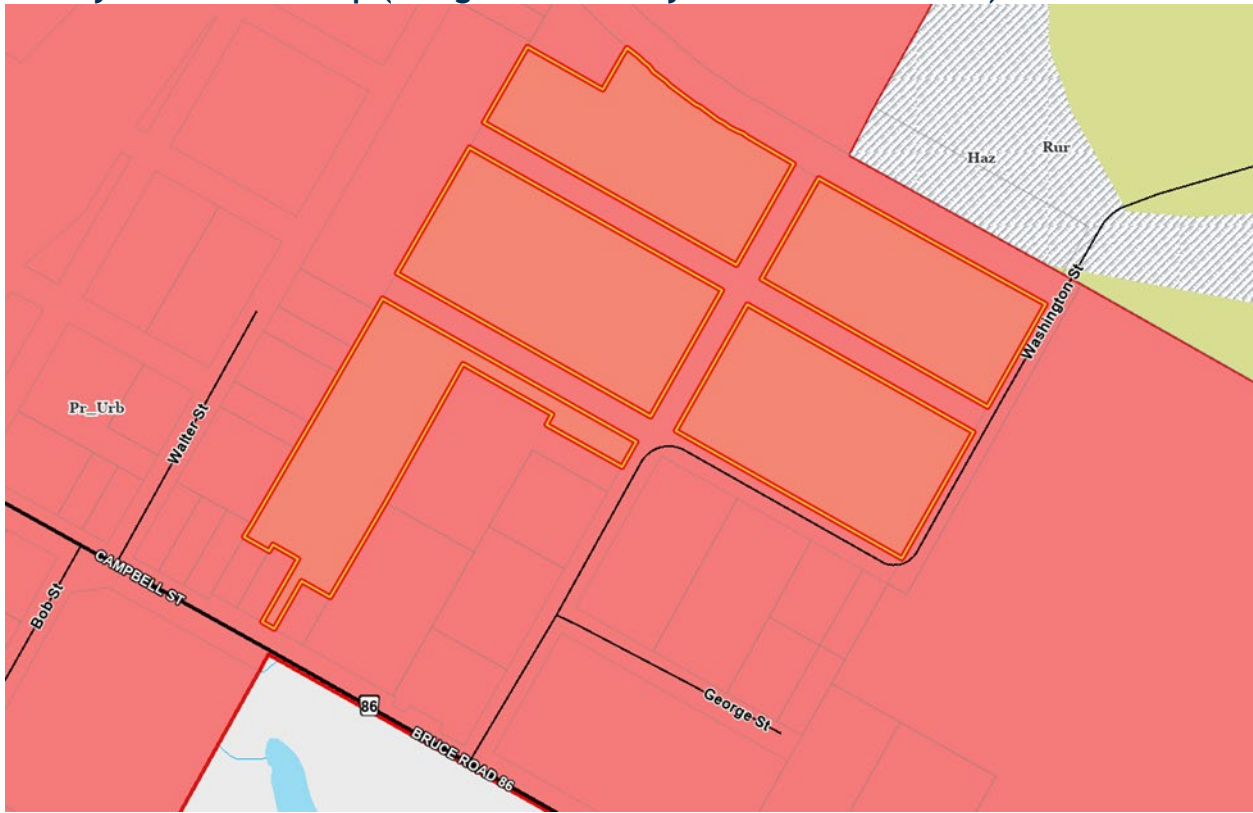 Haz
Rur
Washington St
Pr_Urb
Walter St
CAMPBELL ST
Bob St
86
George St
BRUCE ROAD 86